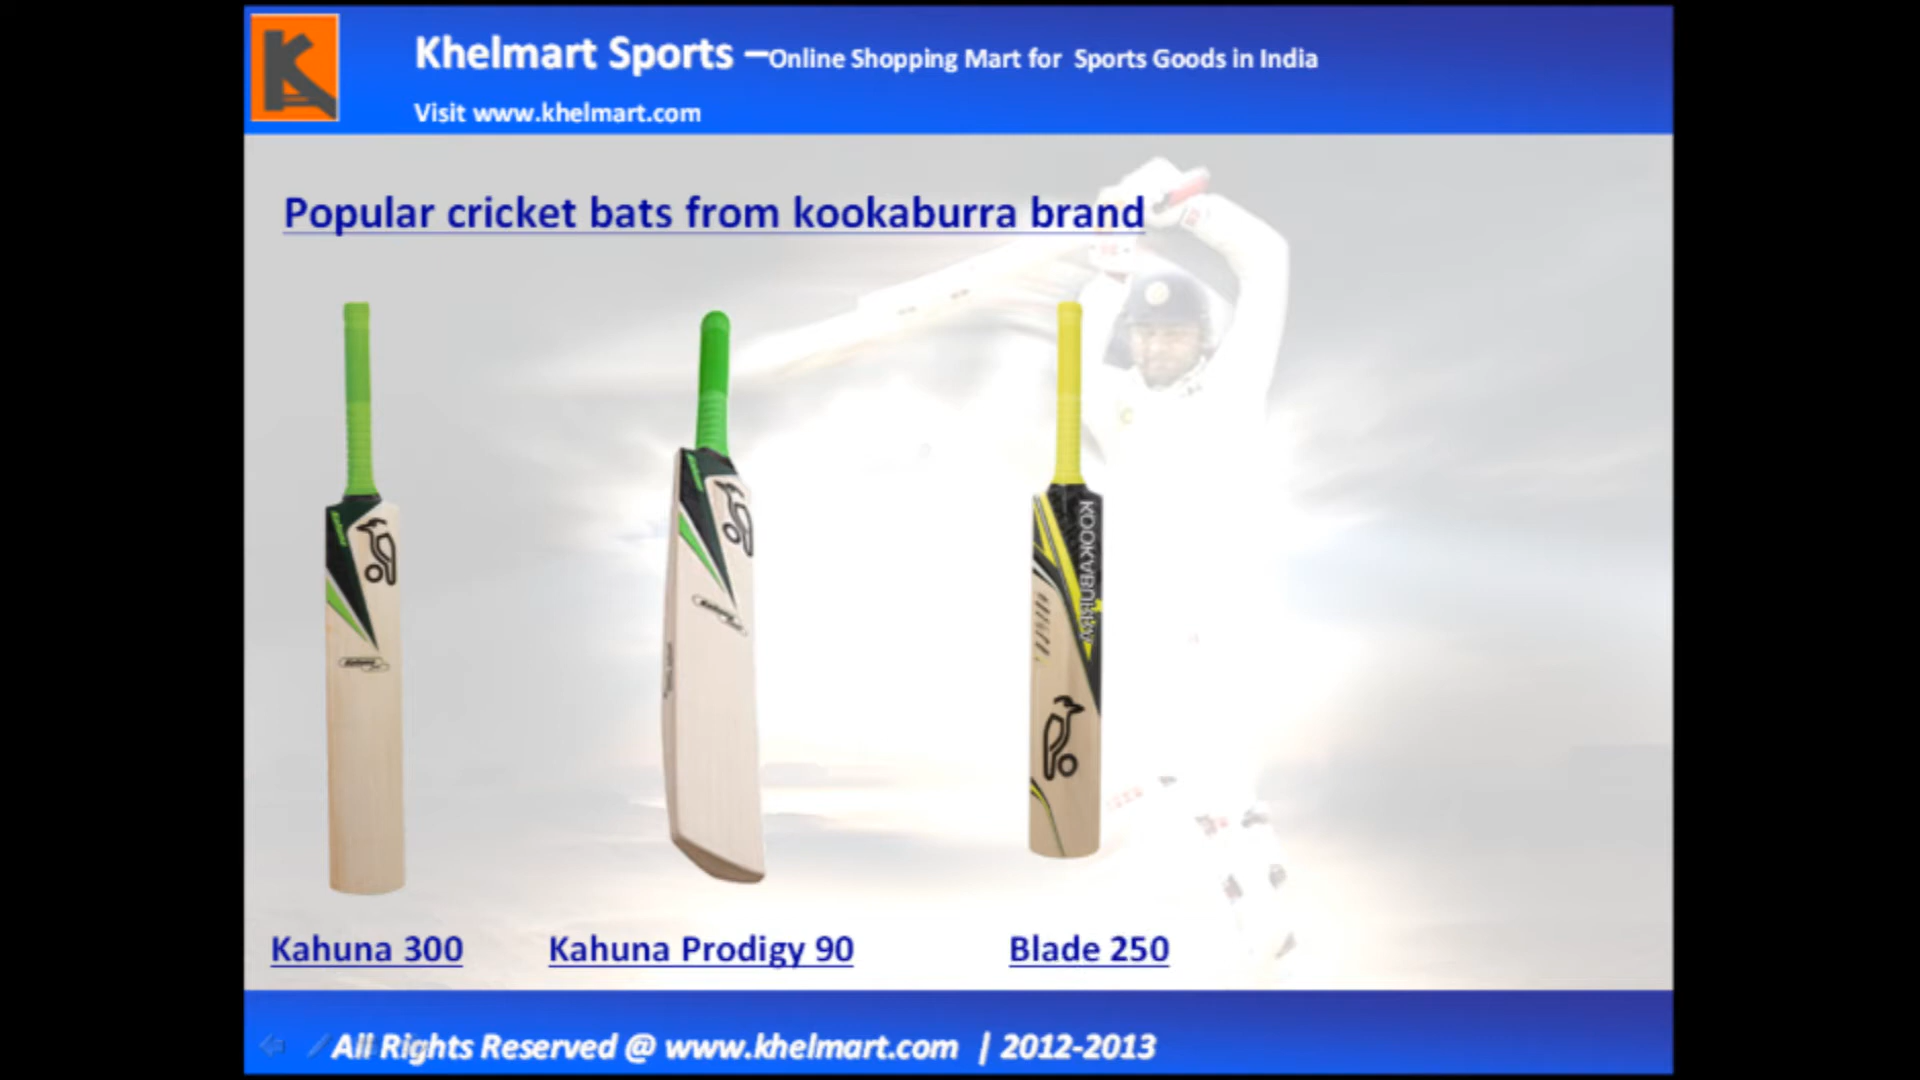 Khelmart Sports –Online Shopping Mart for Sports Goods in India
Visit www.khelmart.com
Popular cricket bats from kookaburra brand
KOOKABURRA
Kahuna
Kahuna 300
Kahuna Prodigy 90
Blade 250
All Rights Reserved @ www.khelmart.com | 2012-2013